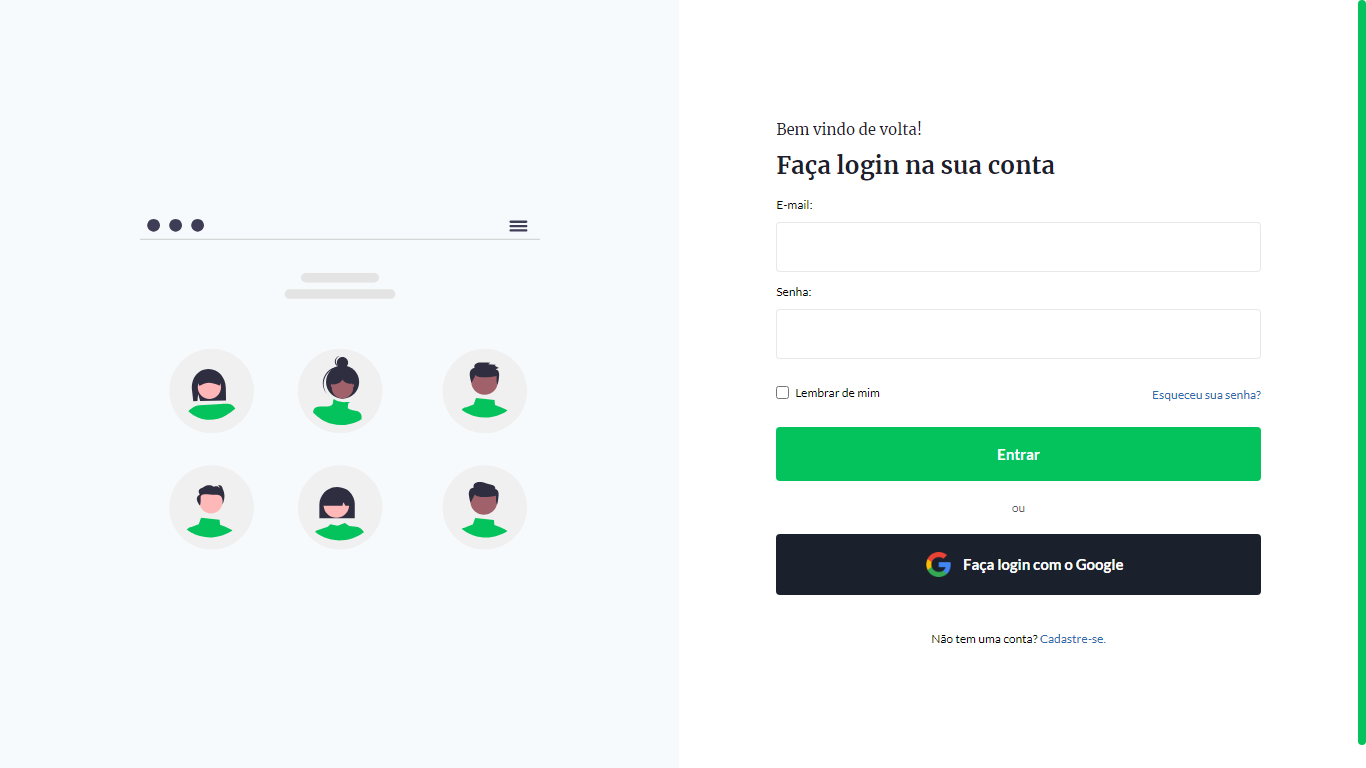 Bem vindo de volta!
Faça login na sua conta
E-mail:
Senha:
Lembrar de mim
Esqueceu sua senha?
Entrar
ou
Faça login com o Google
Não tem uma conta? Cadastre-se.